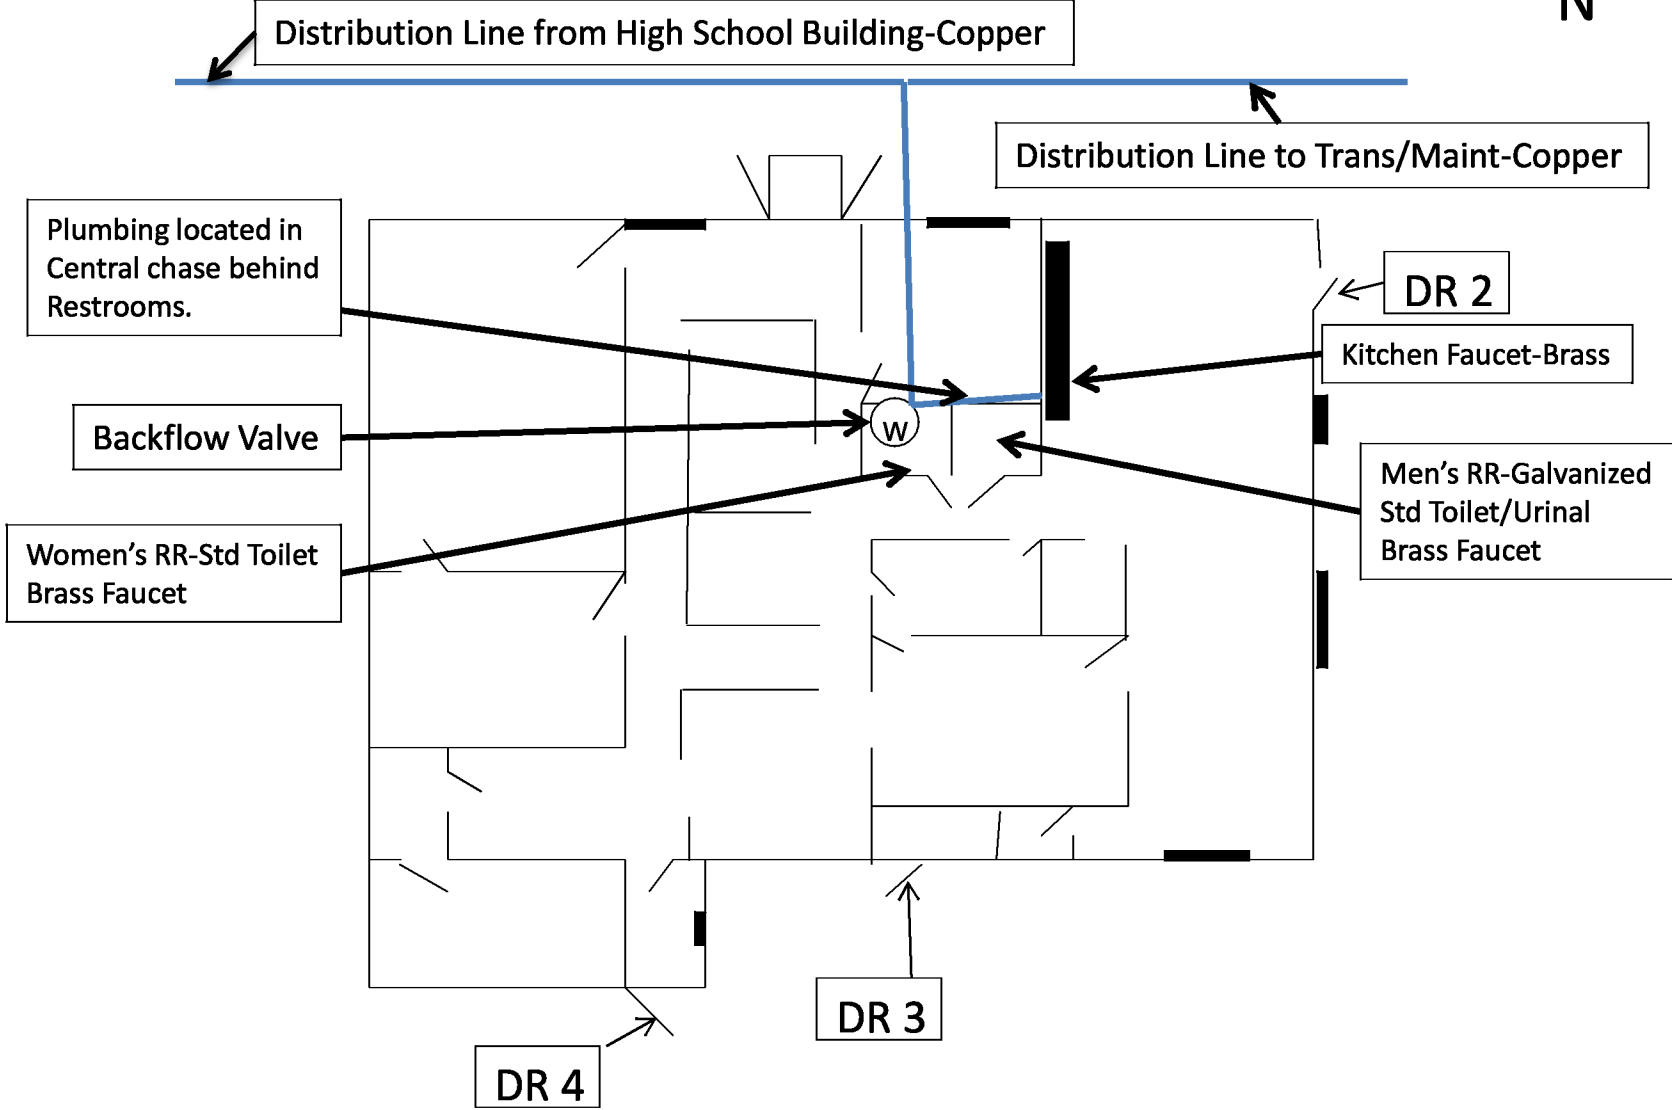 N
Distribution Line from High School Building-Copper
Distribution Line to Trans/Maint-Copper
Plumbing located in
Central chase behind
Restrooms.
DR 2
Kitchen Faucet-Brass
Backflow Valve
W
Men's RR-Galvanized
Std Toilet/Urinal
Brass Faucet
Women's RR-Std Toilet
Brass Faucet
DR 3
DR 4